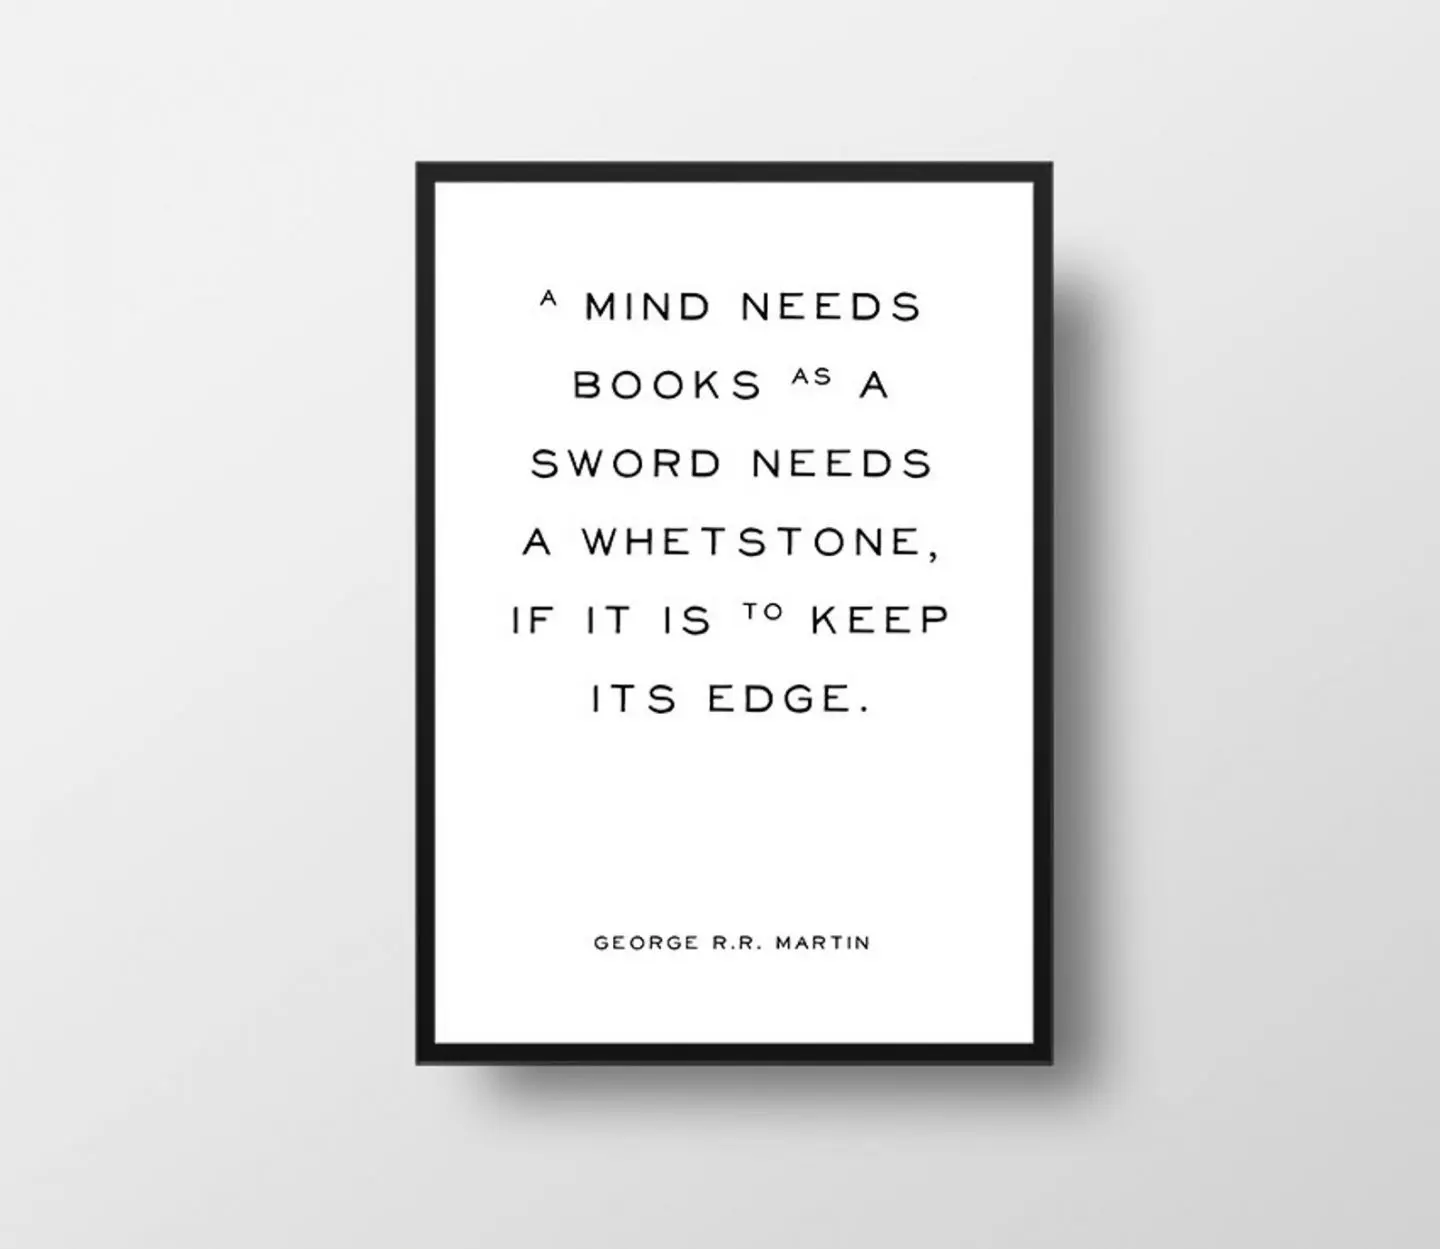 A MIND NEEDS
BOOKS AS A
SWORD NEEDS
A WHETSTONE,
IF IT IS TO KEEP
ITS EDGE.
GEORGE R.R. MARTIN